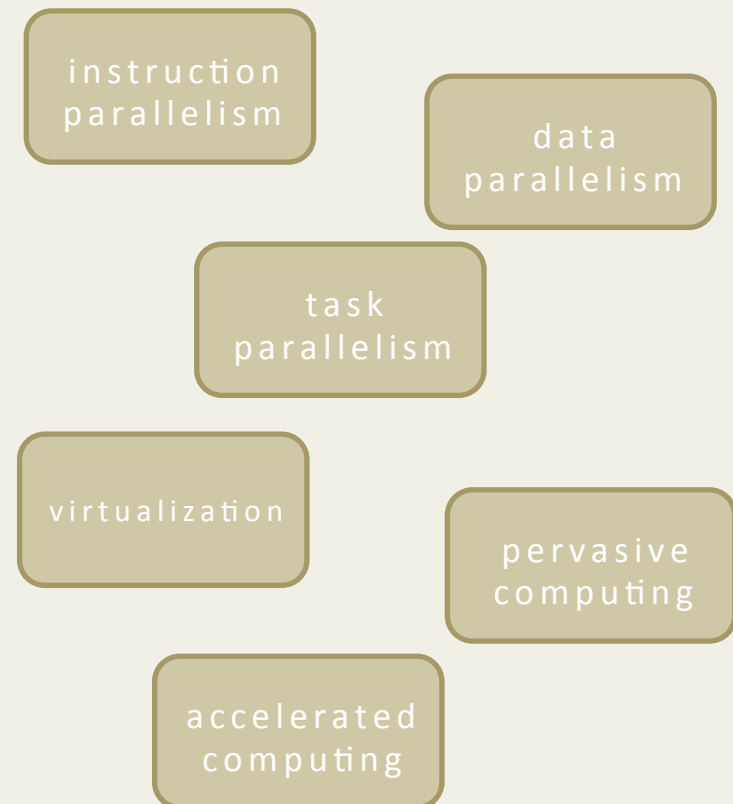 instruction
parallelism
data
parallelism
task
parallelism
virtualization
pervasive
computing
accelerated
computing